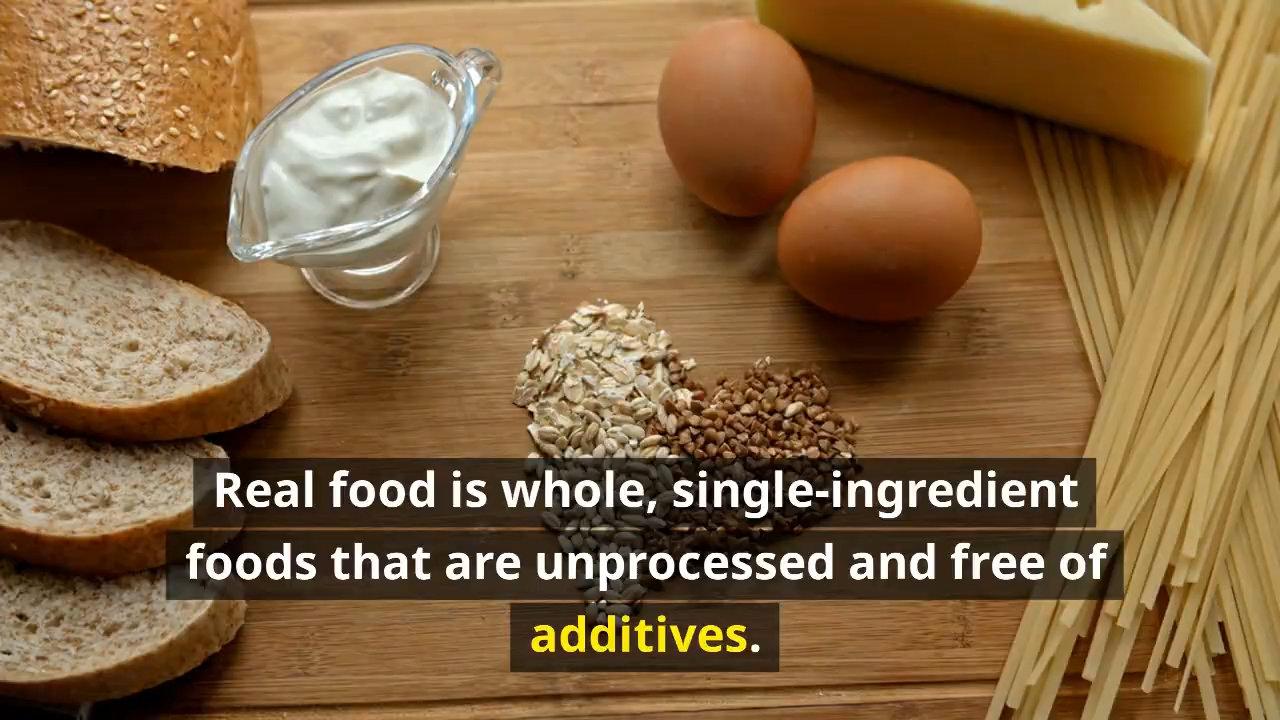 Real food is whole, single-ingredient
foods that are unprocessed and free of
additives.